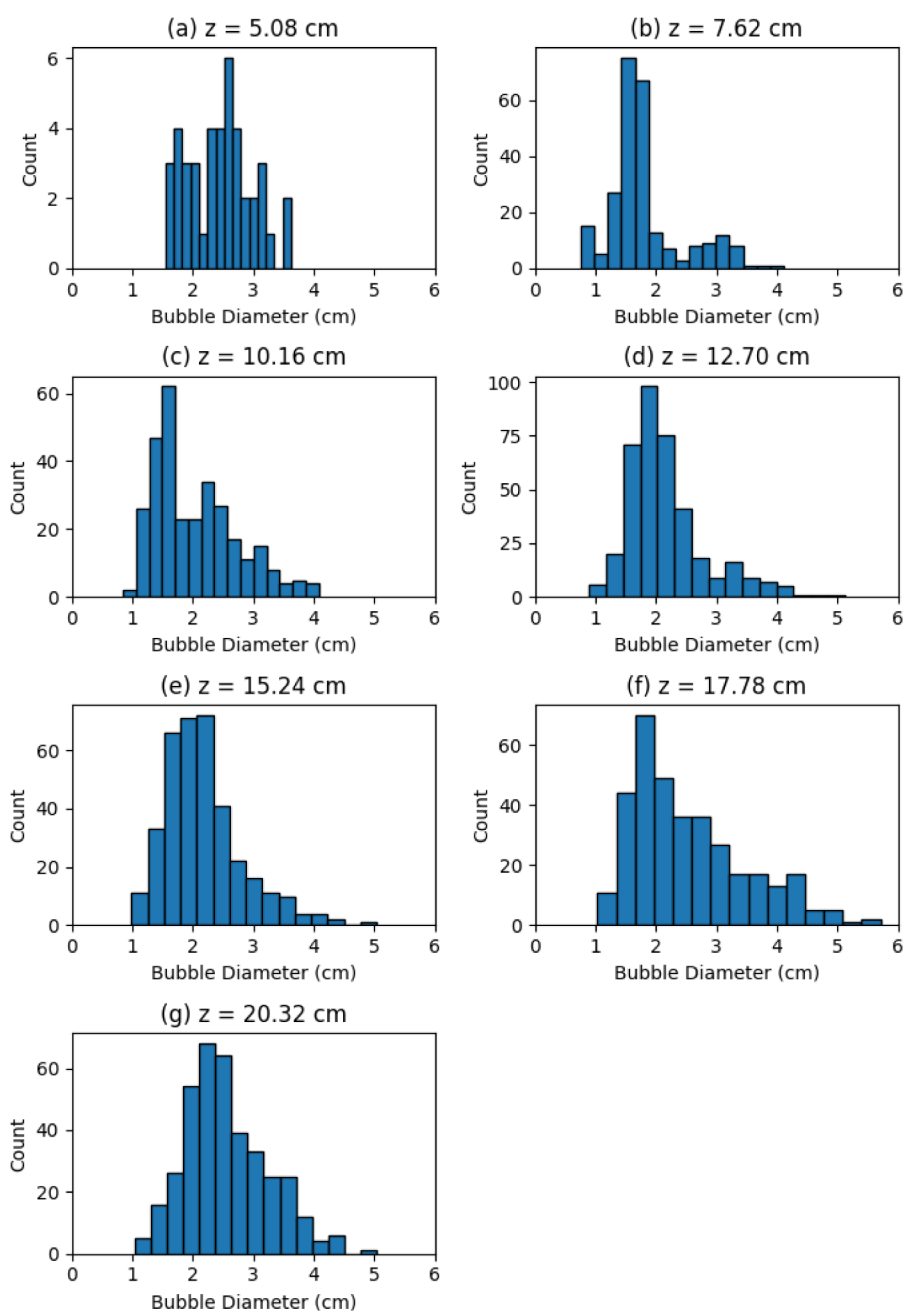 (a) z = 5.08 cm
6
4
2
0
Count
0 1 2 3 4 5 6
Bubble Diameter (cm)
(b) z = 7.62 cm
60
40
20
0
Count
0 1 2 3 4 5 6
Bubble Diameter (cm)
(c) z = 10.16 cm
60
40
20
0
Count
0 1 2 3 4 5 6
Bubble Diameter (cm)
(d) z = 12.70 cm
100
75
50
25
0
Count
0 1 2 3 4 5 6
Bubble Diameter (cm)
(e) z = 15.24 cm
60
40
20
0
Count
0 1 2 3 4 5 6
Bubble Diameter (cm)
(f) z = 17.78 cm
60
40
20
0
Count
0 1 2 3 4 5 6
Bubble Diameter (cm)
(g) z = 20.32 cm
60
40
20
0
Count
0 1 2 3 4 5 6
Bubble Diameter (cm)